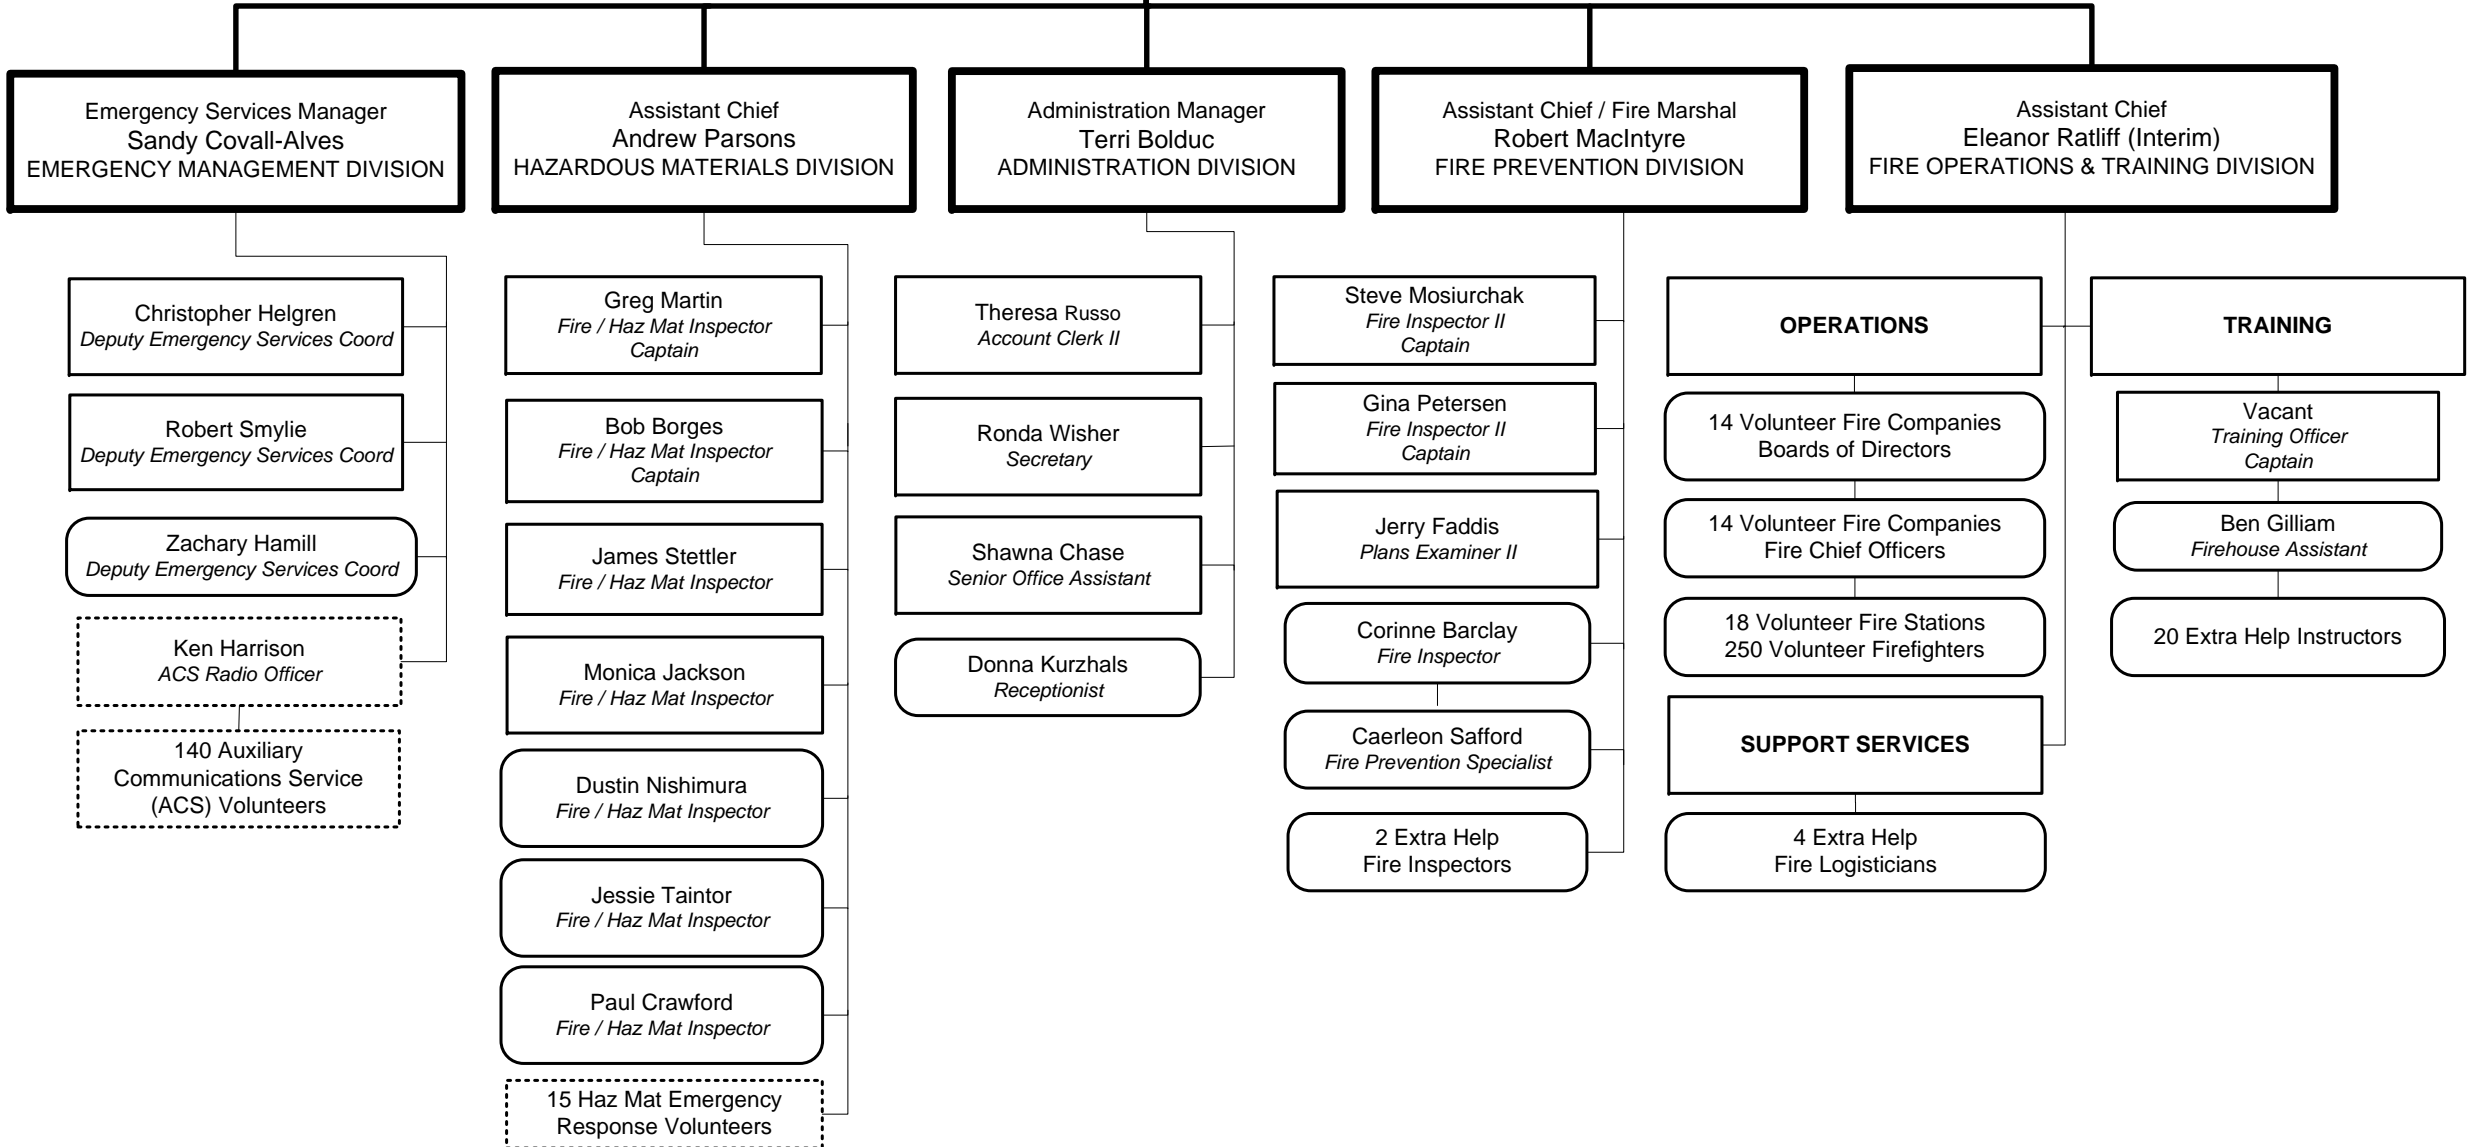 Emergency Services Manager
Sandy Covall-Alves
EMERGENCY MANAGEMENT DIVISION
Assistant Chief
Andrew Parsons
HAZARDOUS MATERIALS DIVISION
Administration Manager
Terri Bolduc
ADMINISTRATION DIVISION
Assistant Chief / Fire Marshal
Robert MacIntyre
FIRE PREVENTION DIVISION
Assistant Chief
Eleanor Ratliff (Interim)
FIRE OPERATIONS & TRAINING DIVISION
Christopher Helgren
Deputy Emergency Services Coord
Robert Smylie
Deputy Emergency Services Coord
Zachary Hamill
Deputy Emergency Services Coord
Ken Harrison
ACS Radio Officer
140 Auxiliary
Communications Service
(ACS) Volunteers
Greg Martin
Fire / Haz Mat Inspector
Captain
Bob Borges
Fire / Haz Mat Inspector
Captain
James Stettler
Fire / Haz Mat Inspector
Monica Jackson
Fire / Haz Mat Inspector
Dustin Nishimura
Fire / Haz Mat Inspector
Jessie Taintor
Fire / Haz Mat Inspector
Paul Crawford
Fire / Haz Mat Inspector
15 Haz Mat Emergency
Response Volunteers
Theresa Russo
Account Clerk II
Ronda Wisher
Secretary
Shawna Chase
Senior Office Assistant
Donna Kurzhals
Receptionist
Steve Mosiurchak
Fire Inspector II
Captain
Gina Petersen
Fire Inspector II
Captain
Jerry Faddis
Plans Examiner II
Corinne Barclay
Fire Inspector
Caerleon Safford
Fire Prevention Specialist
2 Extra Help
Fire Inspectors
OPERATIONS
14 Volunteer Fire Companies
Boards of Directors
14 Volunteer Fire Companies
Fire Chief Officers
18 Volunteer Fire Stations
250 Volunteer Firefighters
SUPPORT SERVICES
4 Extra Help
Fire Logisticians
TRAINING
Vacant
Training Officer
Captain
Ben Gilliam
Firehouse Assistant
20 Extra Help Instructors